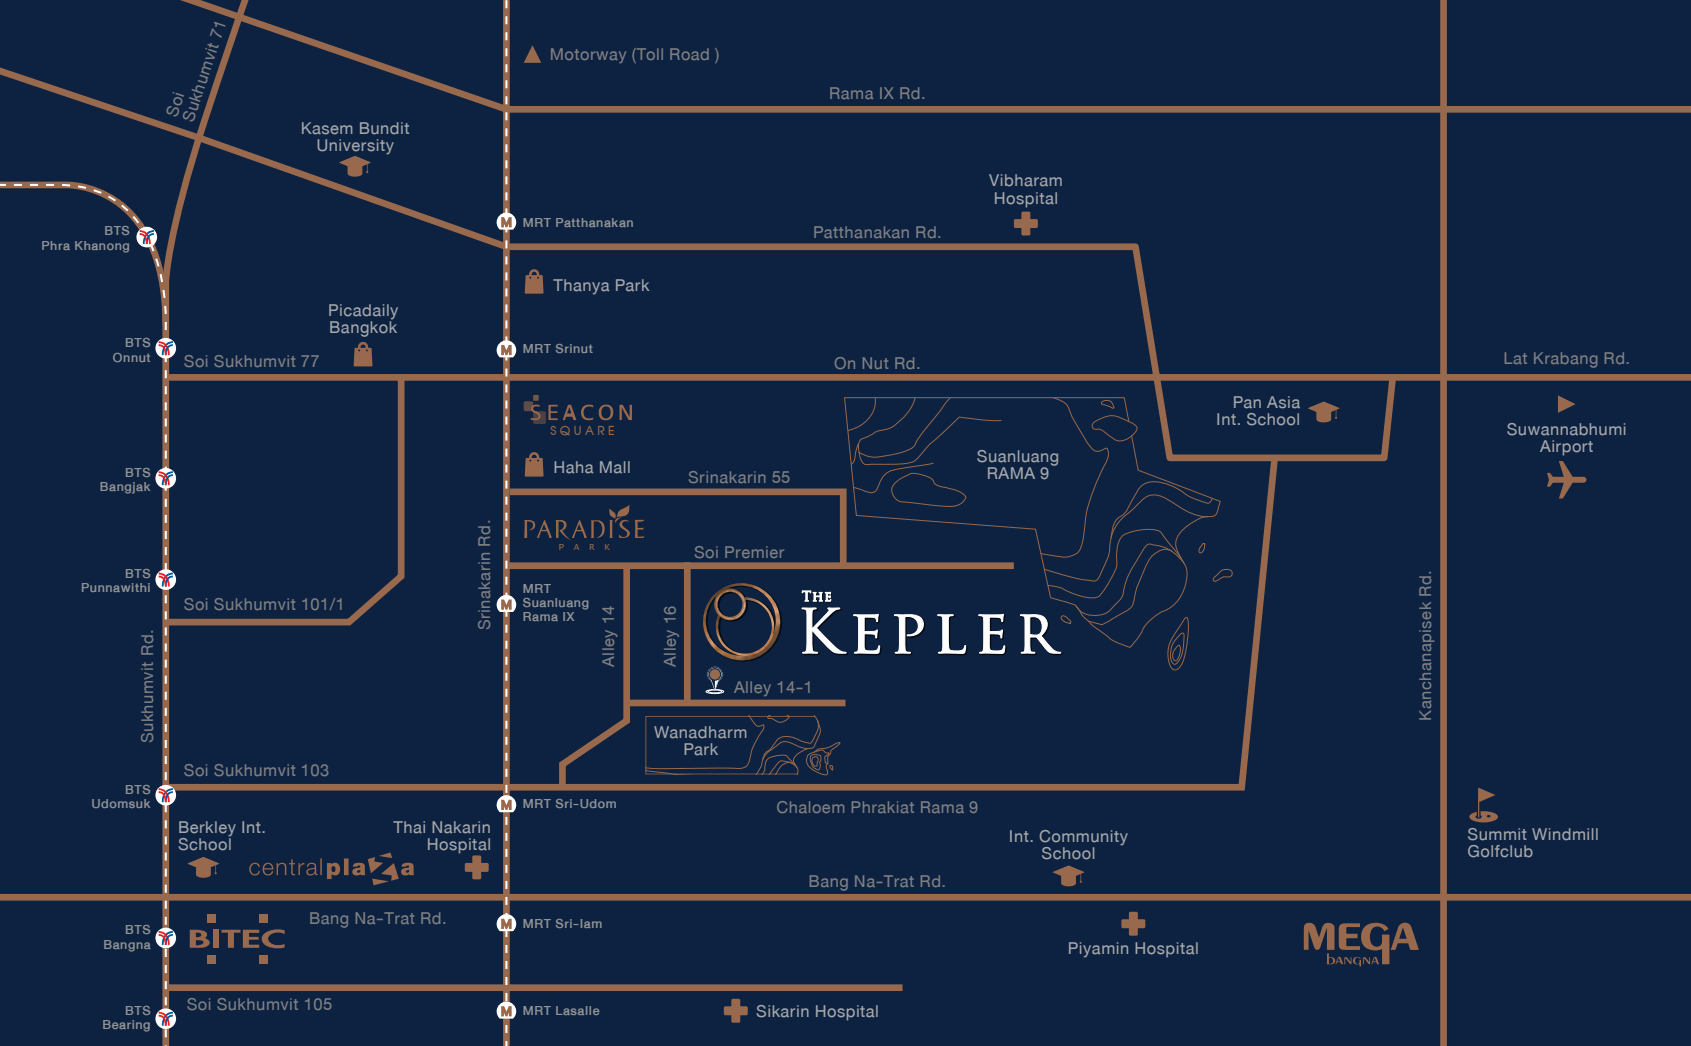 Soi
Sukhumvit 71
Motorway (Toll Road )
Rama IX Rd.
Kasem Bundit
University
Vibharam
Hospital
BTS
Phra Khanong
M
MRT Patthanakan
Patthanakan Rd.
Thanya Park
Picadaily
Bangkok
BTS
Onnut
Soi Sukhumvit 77
M
MRT Srinut
On Nut Rd.
Lat Krabang Rd.
SEACON
SQUARE
Pan Asia
Int. School
Suwannabhumi
Airport
Suanluang
RAMA 9
Haha Mall
BTS
Bangjak
Srinakarin 55
PARADISE
PARK
Srinakarin Rd.
Soi Premier
BTS
Punnawithi
Soi Sukhumvit 101/1
M
MRT
Suanluang
Rama IX
Alley 14
Alley 16
THE
KEPLER
Kanchanapisek Rd.
Sukhumvit Rd.
Alley 14-1
Wanadharm
Park
Soi Sukhumvit 103
BTS
Udomsuk
M
MRT Sri-Udom
Chaloem Phrakiat Rama 9
Berkley Int.
School
centralplaza
Thai Nakarin
Hospital
Int. Community
School
Summit Windmill
Golfclub
Bang Na-Trat Rd.
Bang Na-Trat Rd.
BTS
Bangna
BITEC
M
MRT Sri-Iam
Piyamin Hospital
MEGA
bANGNA
Soi Sukhumvit 105
BTS
Bearing
M
MRT Lasalle
Sikarin Hospital